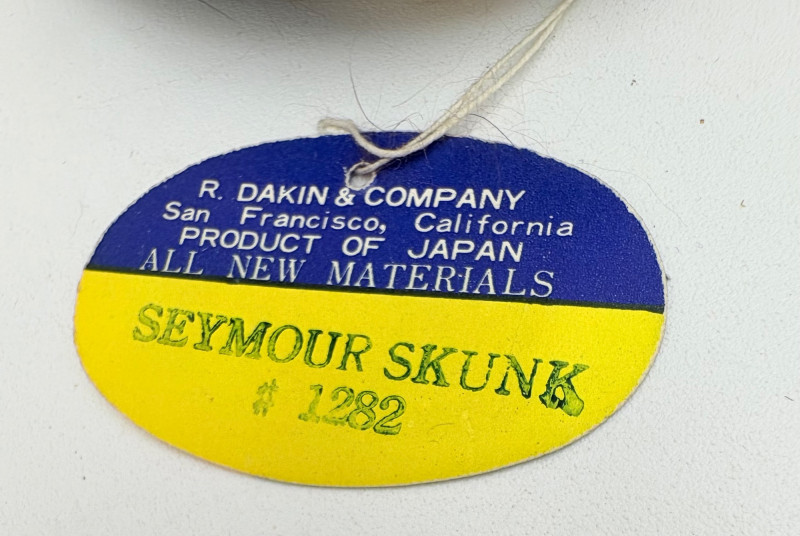 R. DAKIN & COMPANY
San Francisco, California
PRODUCT OF JAPAN
ALL NEW MATERIALS
SEYMOUR SKUNK
# 1282